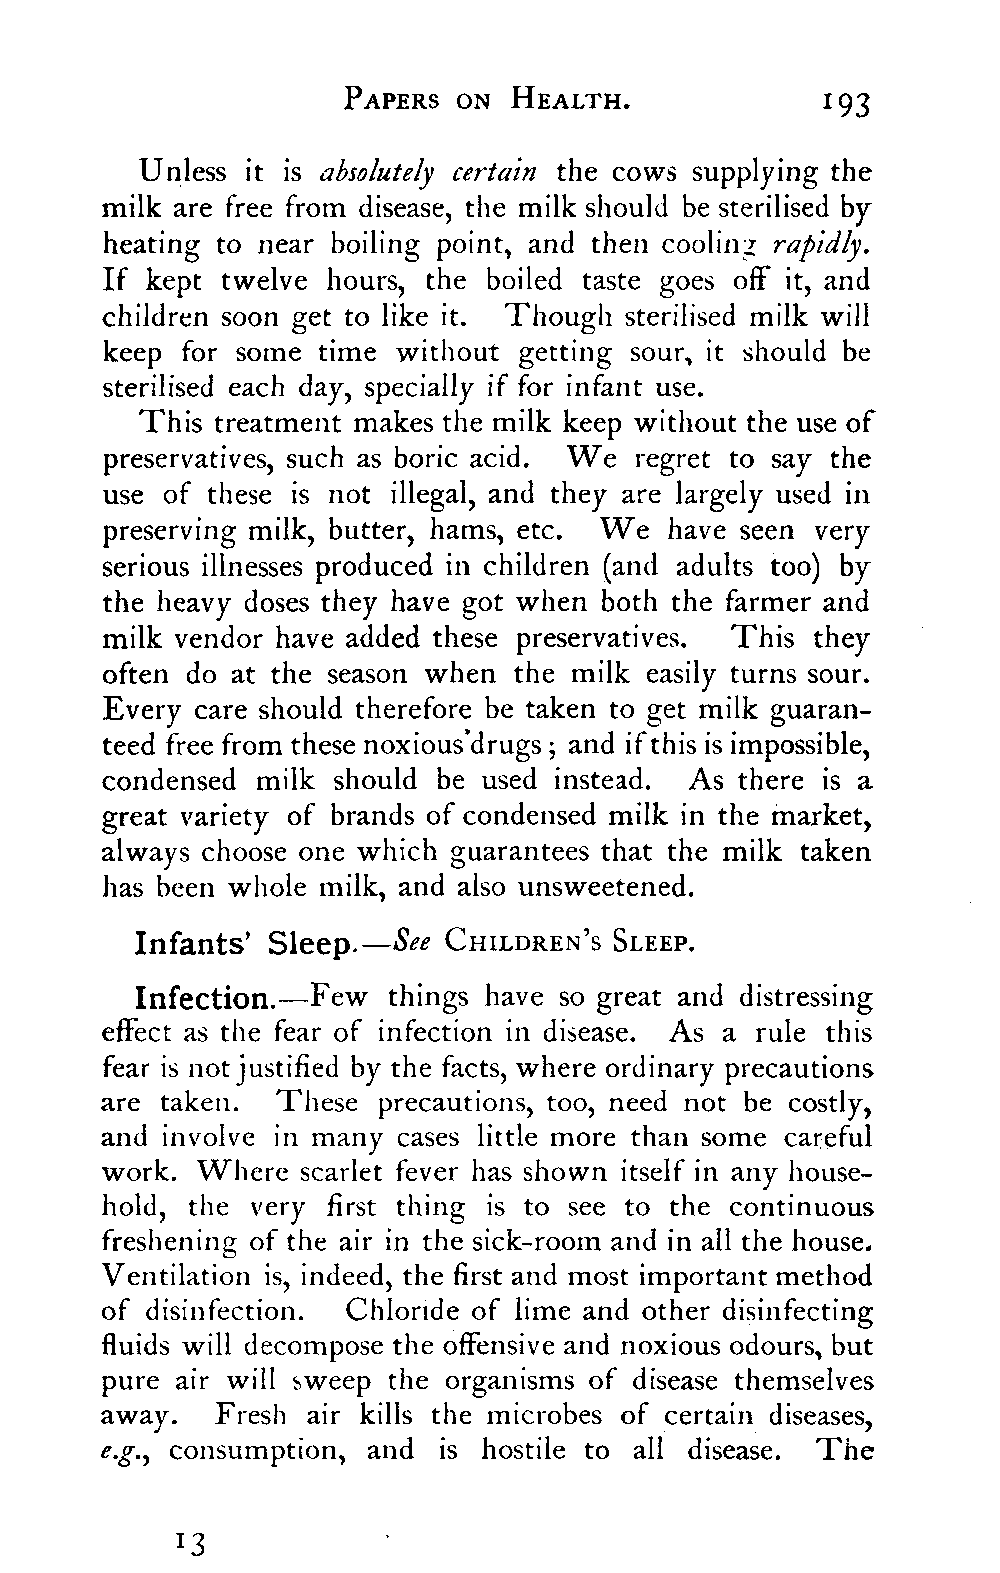 PAPERS ON HEALTH. 193
Unless it is absolutely certain the cows supplying the
milk are free from disease, the milk should be sterilised by
heating to near boiling point, and then cooling rapidly.
If kept twelve hours, the boiled taste goes off it, and
children soon get to like it. Though sterilised milk will
keep for some time without getting sour, it should be
sterilised each day, specially if for infant use.
This treatment makes the milk keep without the use of
preservatives, such as boric acid. We regret to say the
use of these is not illegal, and they are largely used in
preserving milk, butter, hams, etc. We have seen very
serious illnesses produced in children (and adults too) by
the heavy doses they have got when both the farmer and
milk vendor have added these preservatives. This they
often do at the season when the milk easily turns sour.
Every care should therefore be taken to get milk guaran-
teed free from these noxious drugs; and if this is impossible,
condensed milk should be used instead. As there is a
great variety of brands of condensed milk in the market,
always choose one which guarantees that the milk taken
has been whole milk, and also unsweetened.
Infants' Sleep.—See CHILDREN'S SLEEP.
Infection.—Few things have so great and distressing
effect as the fear of infection in disease. As a rule this
fear is not justified by the facts, where ordinary precautions
are taken. These precautions, too, need not be costly,
and involve in many cases little more than some careful
work. Where scarlet fever has shown itself in any house-
hold, the very first thing is to see to the continuous
freshening of the air in the sick-room and in all the house.
Ventilation is, indeed, the first and most important method
of disinfection. Chloride of lime and other disinfecting
fluids will decompose the offensive and noxious odours, but
pure air will sweep the organisms of disease themselves
away. Fresh air kills the microbes of certain diseases,
e.g., consumption, and is hostile to all disease. The
13